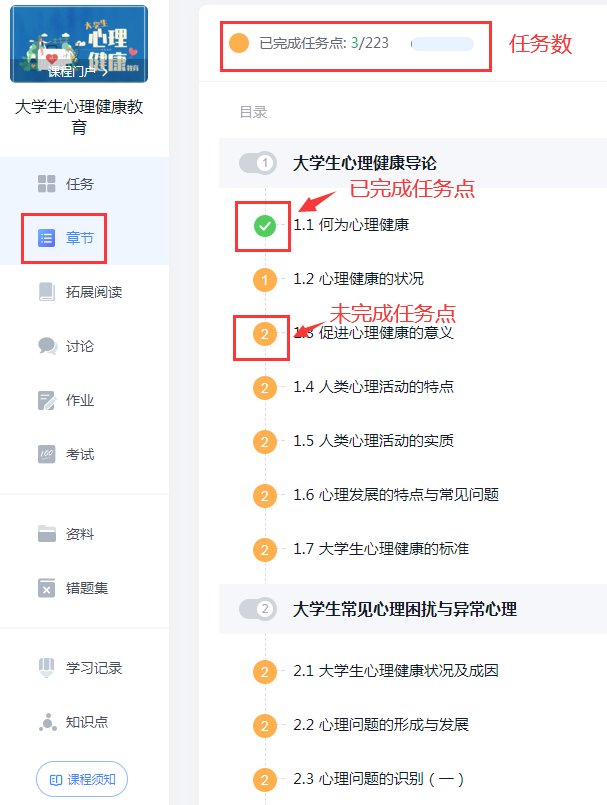 大学生
心理
健康教育
课程门户 >
大学生心理健康教
育
任务
章节
拓展阅读
讨论
作业
100
考试
资料
错题集
学习记录
知识点
课程须知
已完成任务点: 3/223
任务数
目录
1 大学生心理健康导论
已完成任务点
1.1 何为心理健康
1 1.2 心理健康的状况
未完成任务点
2 1.3 促进心理健康的意义
2 1.4 人类心理活动的特点
2 1.5 人类心理活动的实质
2 1.6 心理发展的特点与常见问题
2 1.7 大学生心理健康的标准
2 大学生常见心理困扰与异常心理
2 2.1 大学生心理健康状况及成因
2 2.2 心理问题的形成与发展
2 2.3 心理问题的识别（一）